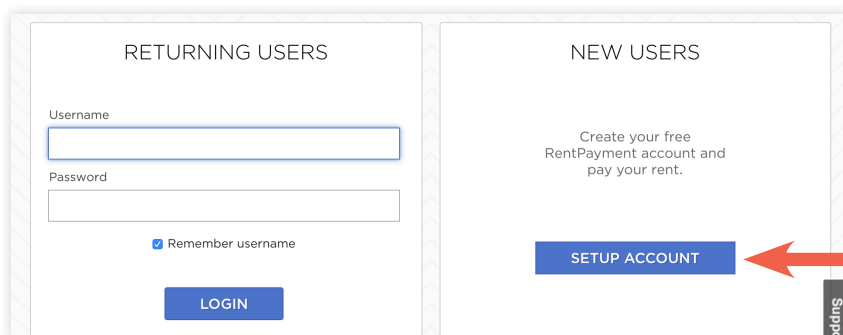 RETURNING USERS
Username
Password
Remember username
LOGIN
NEW USERS
Create your free
RentPayment account and
pay your rent.
SETUP ACCOUNT